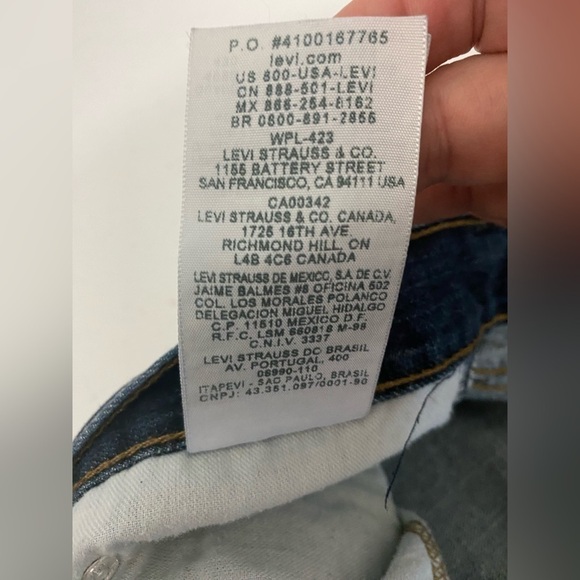 P.O. #4100167765
levi.com
US 800-USA-LEVI
CN 888-501-LEVI
MX 866-254-8162
BR 0800-891-2855
WPL-423
LEVI STRAUSS & CO.
1155 BATTERY STREET
SAN FRANCISCO, CA 94111 USA
CA00342
LEVI STRAUSS & CO. CANADA,
1725 16TH AVE.
RICHMOND HILL, ON
L4B 4C6 CANADA
LEVI STRAUSS DE MEXICO, S.A. DE C.V.
JAIME BALMES #8 OFICINA 502
COL. LOS MORALES POLANCO
DELEGACION MIGUEL HIDALGO
C.P. 11510 MEXICO D.F.
R.F.C. LSM 660818 M-98
C.N.I.V. 3337
LEVI STRAUSS DO BRASIL
AV. PORTUGAL, 400
06690-110
ITAPEVI - SAO PAULO, BRASIL
CNPJ: 43.351.097/0001-90